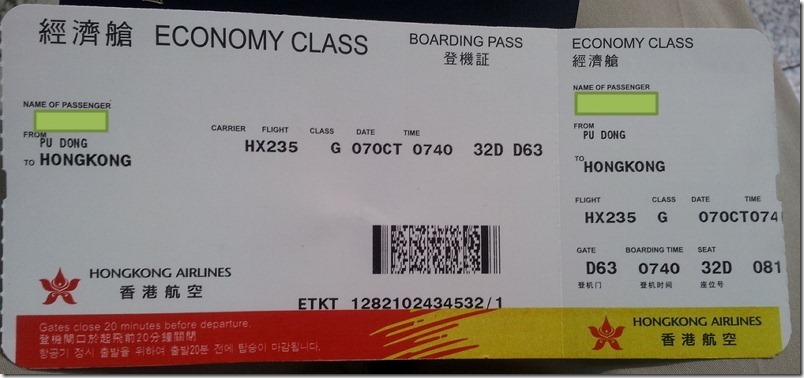 經濟艙 ECONOMY CLASS
BOARDING PASS
登機証
NAME OF PASSENGER
FROM
PU DONG
TO HONGKONG
CARRIER FLIGHT CLASS DATE TIME
HX235 G 07OCT 0740 32D D63
HONGKONG AIRLINES
香港航空
ETKT 1282102434532/1
Gates close 20 minutes before departure.
登機閘口於起飛前20分鐘關閉
항공기 정시 출발을 위하여 출발20분 전에 탑승이 마감됩니다.
ECONOMY CLASS
經濟艙
NAME OF PASSENGER
FROM
PU DONG
TO HONGKONG
FLIGHT CLASS DATE TIME
HX235 G 07OCT 074
GATE BOARDING TIME SEAT
D63 0740 32D 081
登机门 登机时间 座位号
HONGKONG AIRLINES
香港航空